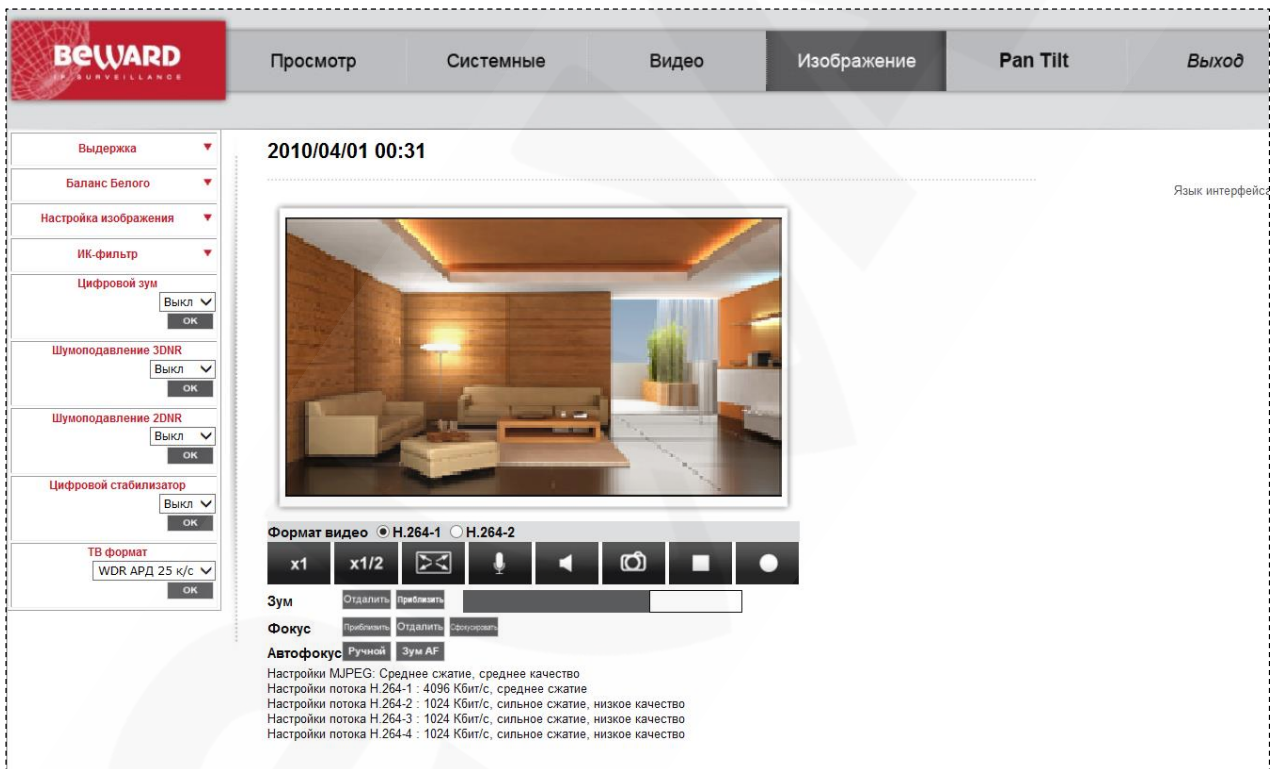 BEWARD
IP SURVEILLANCE
Просмотр
Системные
Видео
Изображение
Pan Tilt
Выход
Выдержка
Баланс Белого
Настройка изображения
ИК-фильтр
Цифровой зум
Выкл
OK
Шумоподавление 3DNR
Выкл
OK
Шумоподавление 2DNR
Выкл
OK
Цифровой стабилизатор
Выкл
OK
ТВ формат
WDR АРД 25 к/с
OK
2010/04/01 00:31
Язык интерфейса
Формат видео H.264-1 H.264-2
x1 x1/2
Зум Отдалить Приблизить
Фокус Приблизить Отдалить Сфокусировать
Автофокус Ручной Зум AF
Настройки MJPEG: Среднее сжатие, среднее качество
Настройки потока H.264-1 : 4096 Кбит/с, среднее сжатие
Настройки потока H.264-2 : 1024 Кбит/с, сильное сжатие, низкое качество
Настройки потока H.264-3 : 1024 Кбит/с, сильное сжатие, низкое качество
Настройки потока H.264-4 : 1024 Кбит/с, сильное сжатие, низкое качество